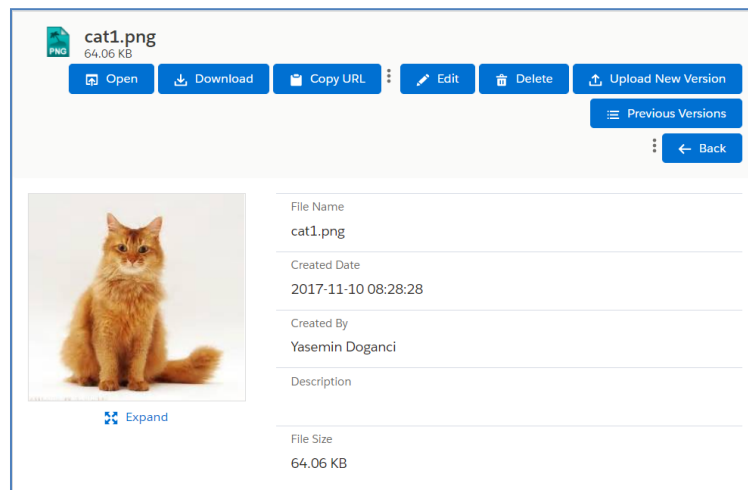 cat1.png
PNG
64.06 KB
Open Download Copy URL Edit Delete Upload New Version
Previous Versions
Back
File Name
cat1.png
Created Date
2017-11-10 08:28:28
Created By
Yasemin Doganci
Description
Expand
File Size
64.06 KB